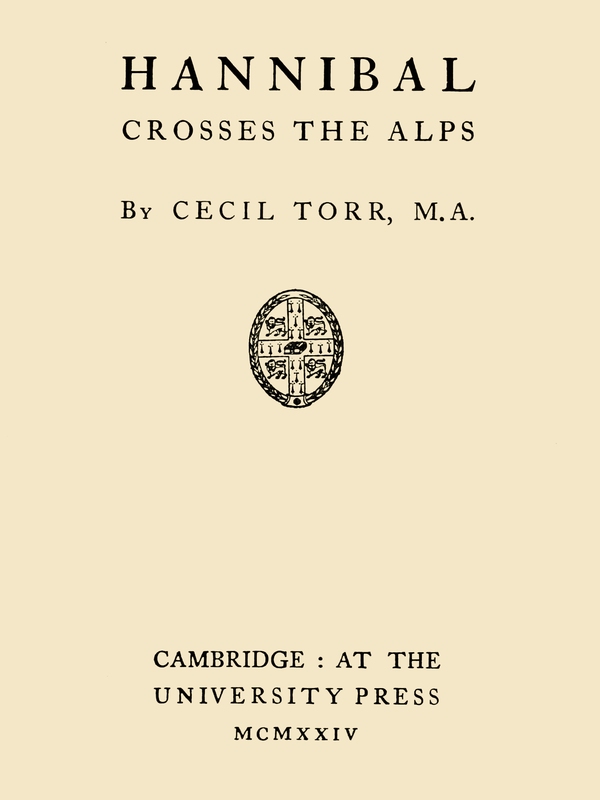 HANNIBAL
CROSSES THE ALPS
By CECIL TORR, M.A.
CAMBRIDGE : AT THE
UNIVERSITY PRESS
MCMXXIV